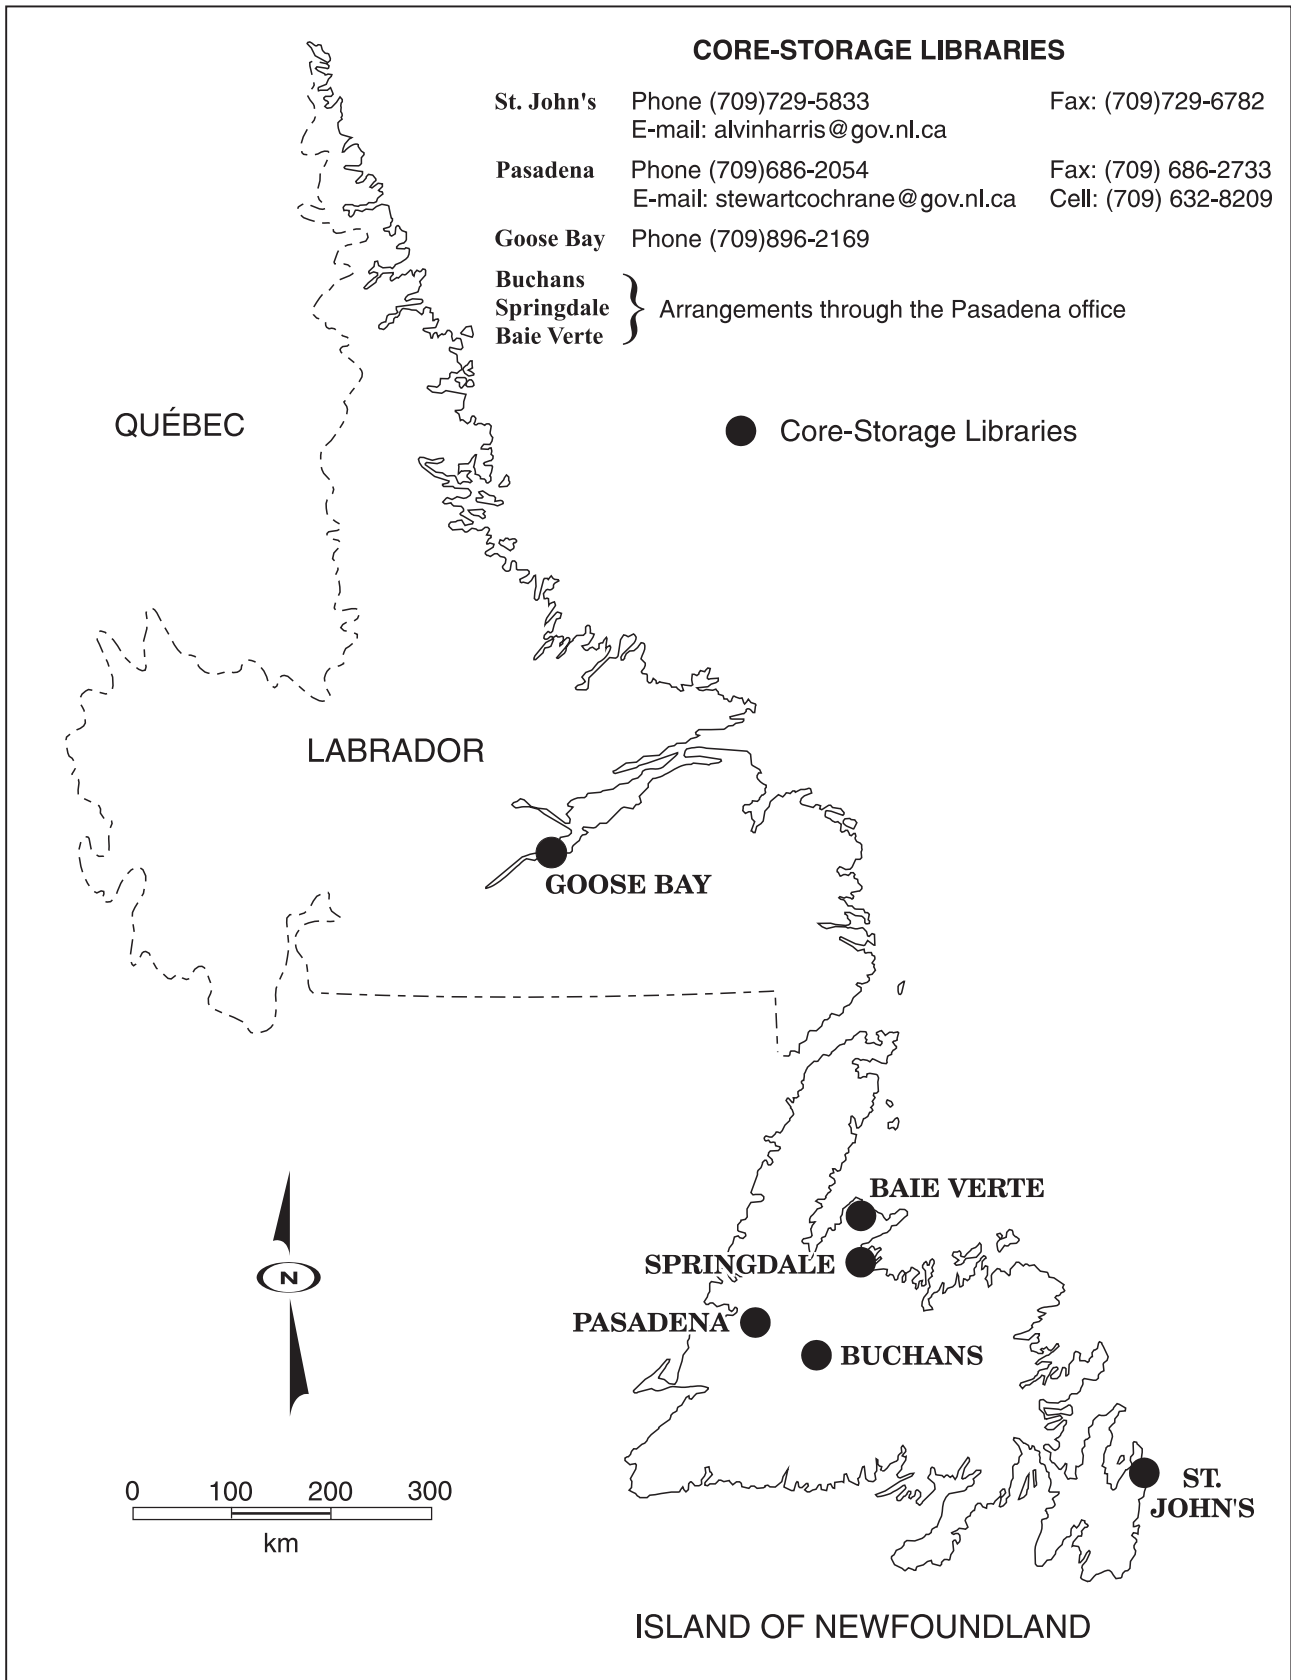 CORE-STORAGE LIBRARIES
St. John's Phone (709)729-5833 Fax: (709)729-6782
E-mail: alvinharris@gov.nl.ca
Pasadena Phone (709)686-2054 Fax: (709) 686-2733
E-mail: stewartcochrane@gov.nl.ca Cell: (709) 632-8209
Goose Bay Phone (709)896-2169
Buchans
Springdale } Arrangements through the Pasadena office
Baie Verte
QUÉBEC
Core-Storage Libraries
LABRADOR
GOOSE BAY
BAIE VERTE
SPRINGDALE
PASADENA
BUCHANS
N
ST.
JOHN'S
0 100 200 300
km
ISLAND OF NEWFOUNDLAND